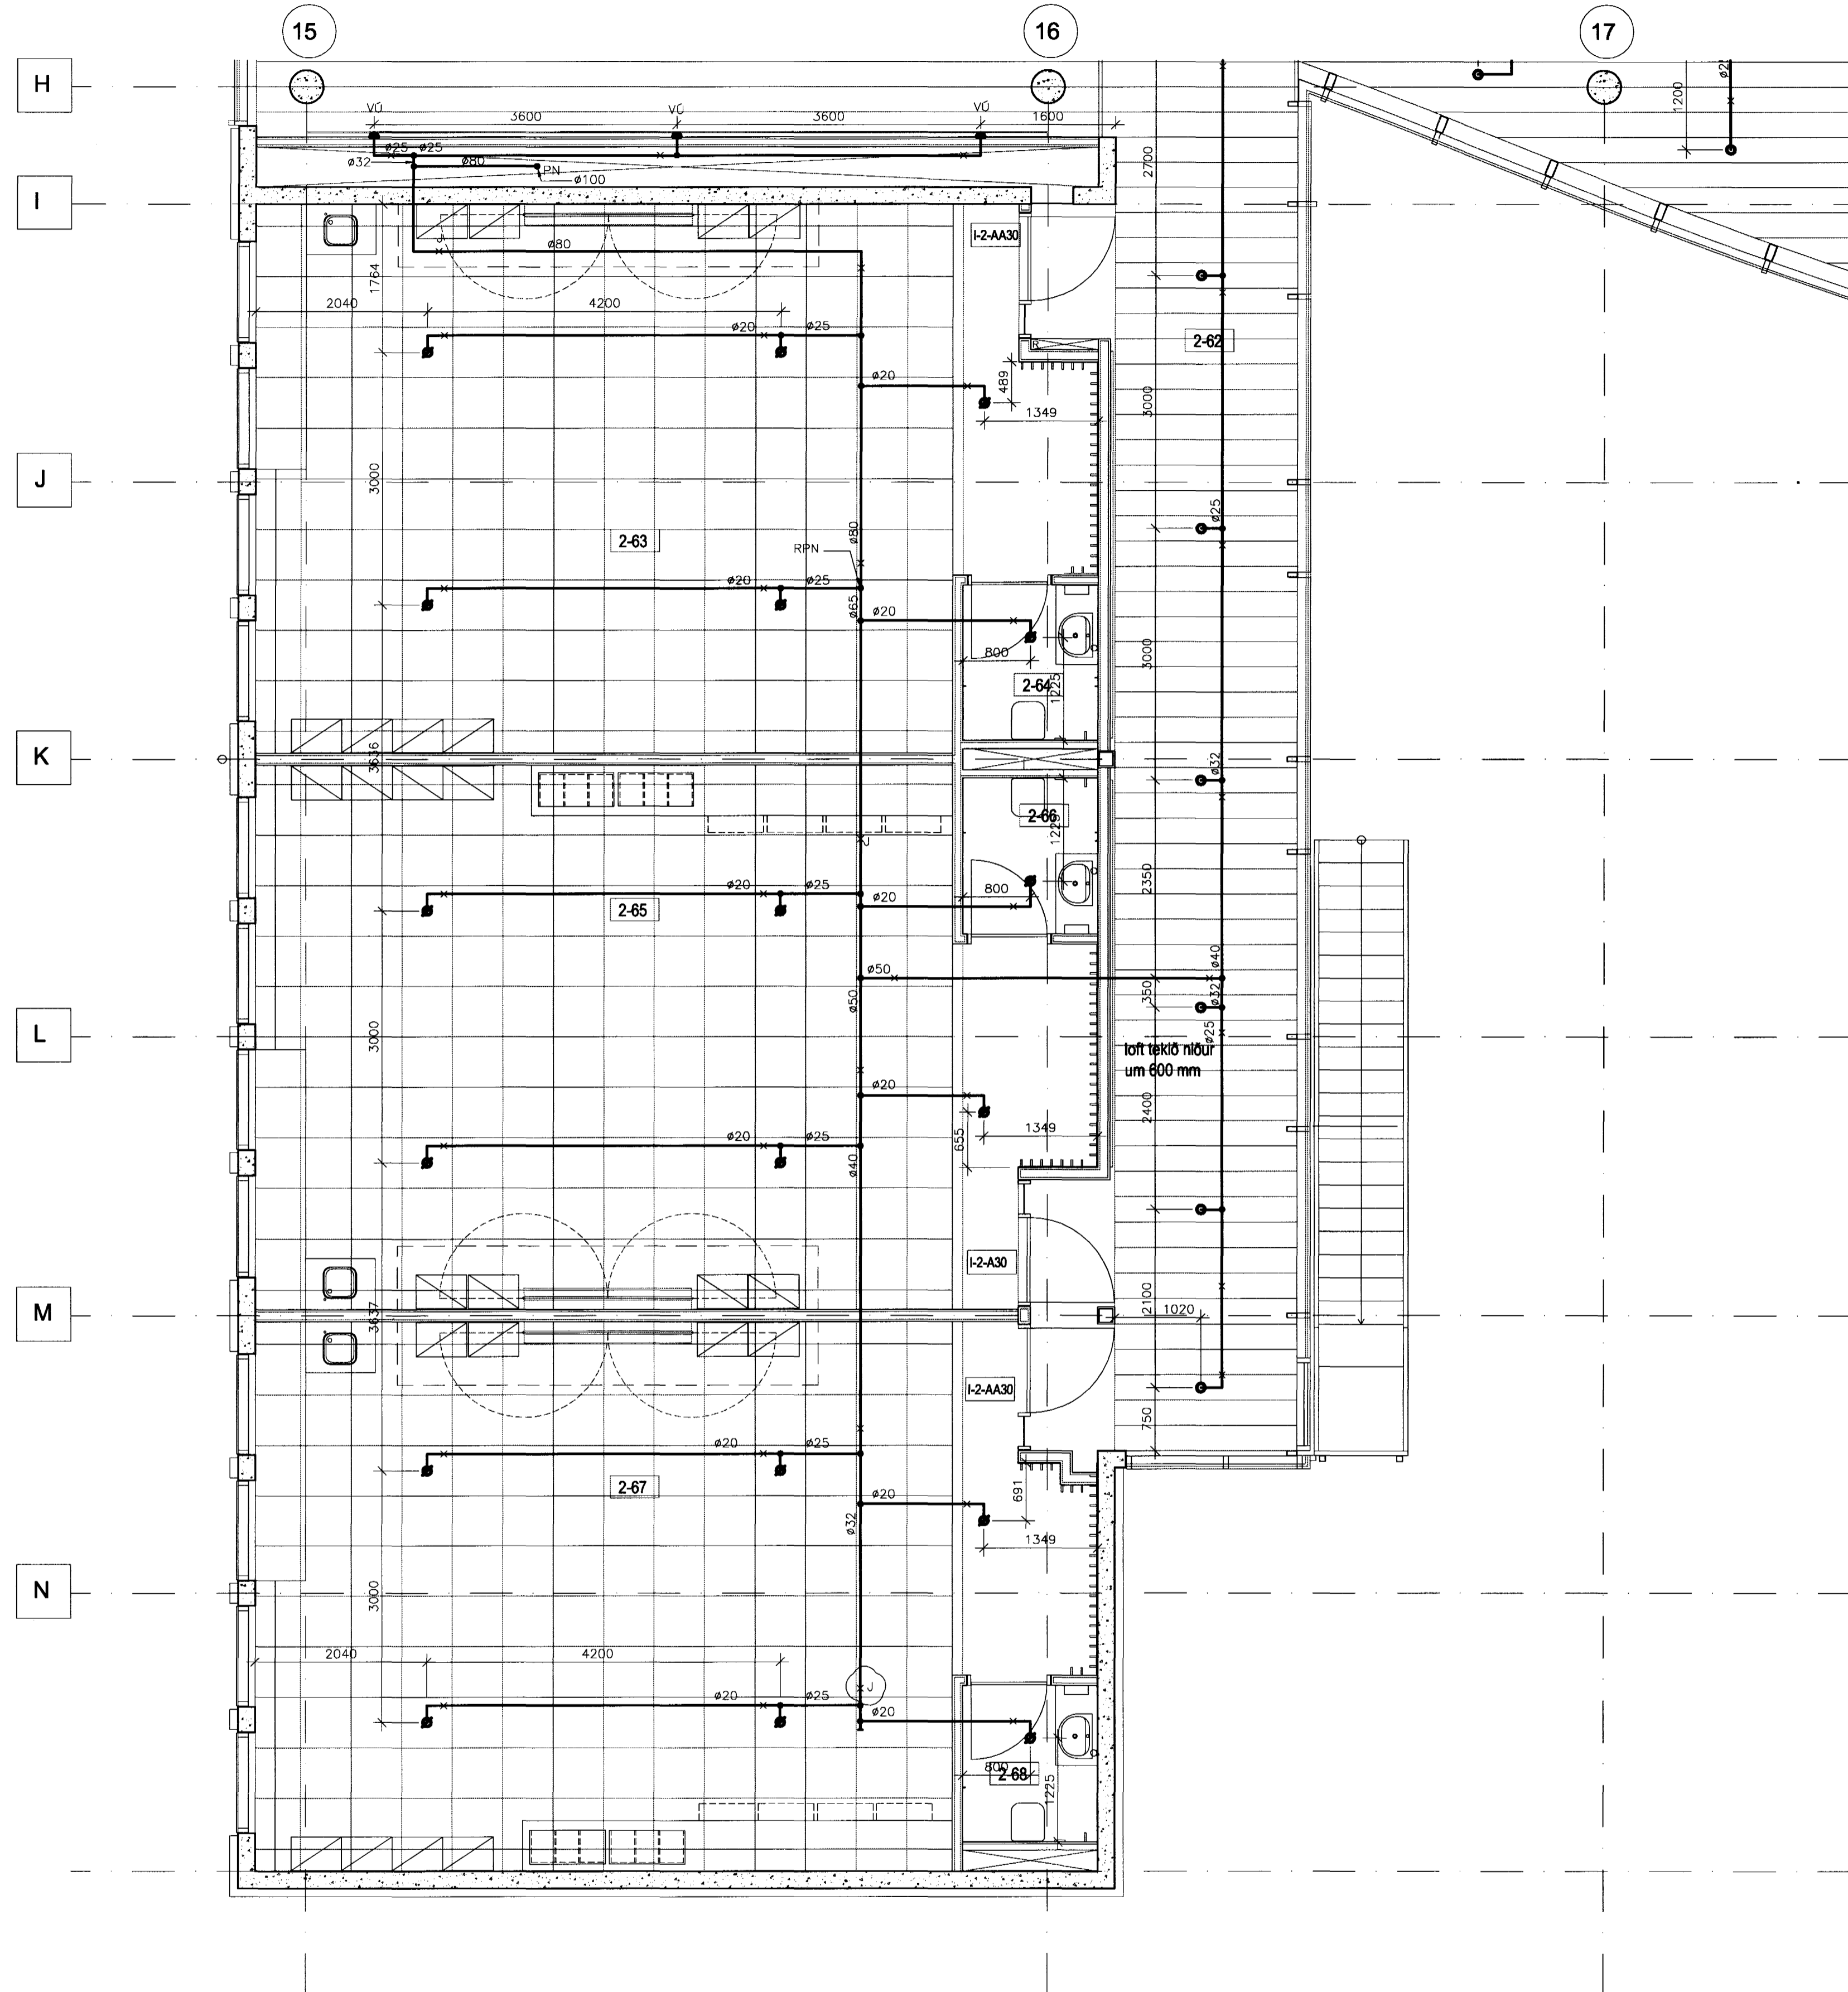 15
16
17
H
VÚ
VÚ
VÚ
3600
3600
1600
1200
ø25
ø25
ø32
ø80
PN
ø100
2700
I
I-2-AA30
ø80
1764
2040
4200
2-62
ø20
ø25
R
ø20
489
3000
1349
J
3000
ø25
2-63
ø80
RPN
ø20
ø25
ø65
ø20
800
3000
2-64
1225
K
3636
ø32
2-66
1225
J
ø20
ø25
800
2350
2-65
ø20
ø50
ø40
ø50
350
ø32
L
3000
ø25
loft tekið niður
um 600 mm
ø20
2400
ø20
ø25
655
1349
ø40
I-2-A30
M
3637
2100
1020
I-2-AA30
750
ø20
ø25
2-67
ø20
691
ø32
1349
N
3000
2040
4200
ø20
ø25
J
ø20
800
2-68
1225